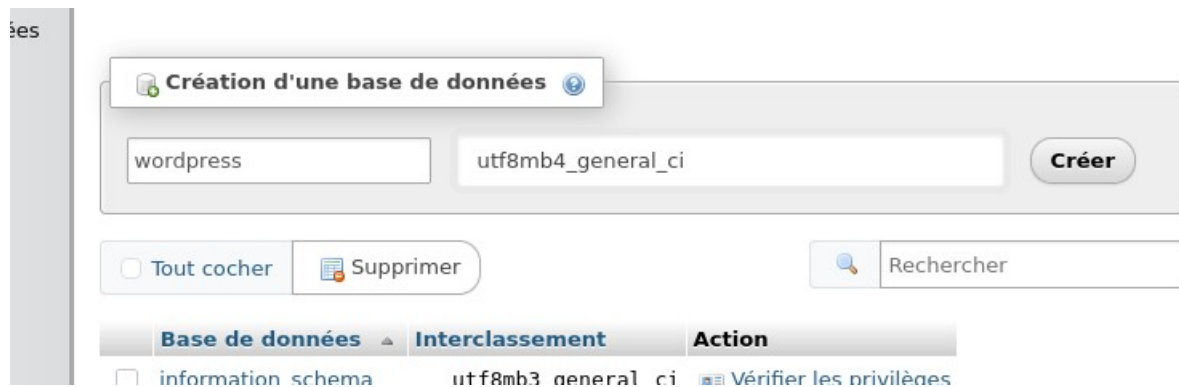 Création d'une base de données
wordpress utf8mb4_general_ci Créer
Tout cocher Supprimer Rechercher
Base de données Interclassement Action
information_schema utf8mb3_general_ci Vérifier les privilèges